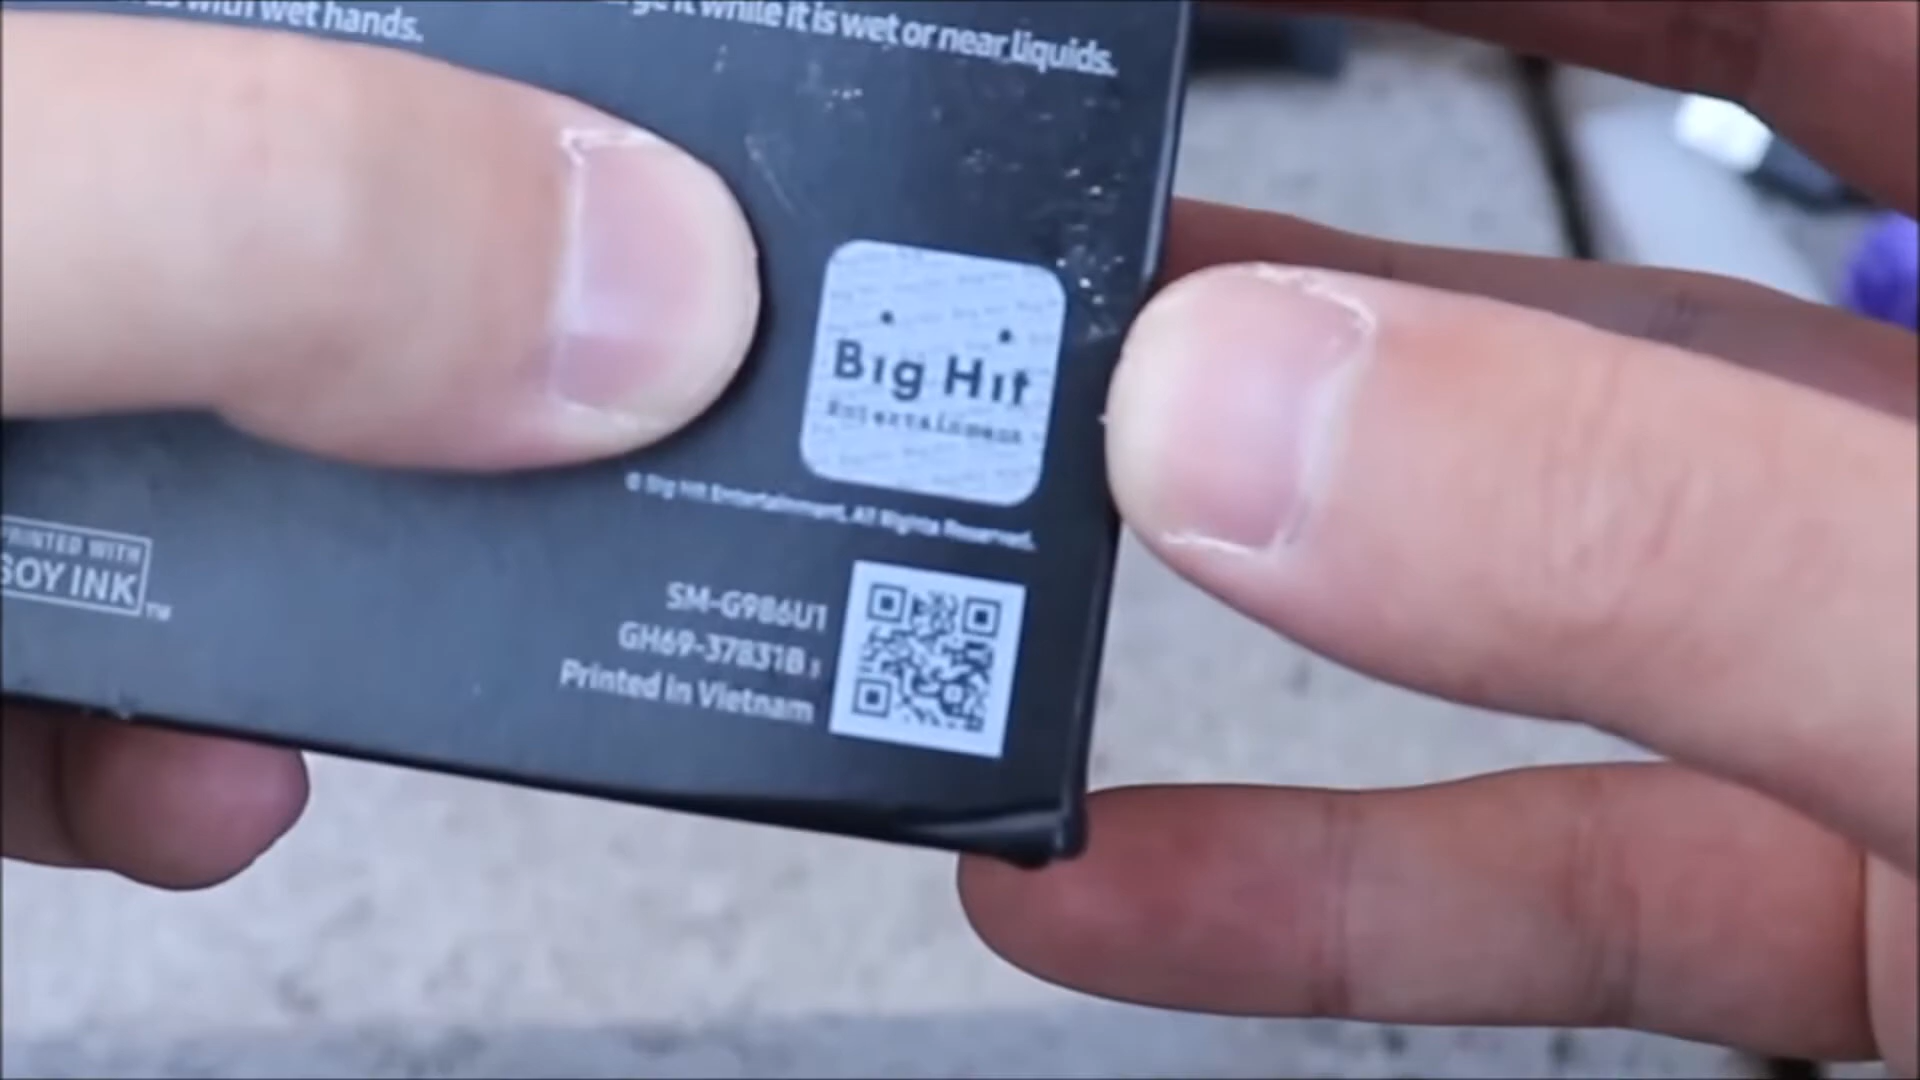 with wet hands.
it while it is wet or near liquids.
Big Hit
Entertainment
© Big Hit Entertainment. All Rights Reserved.
PRINTED WITH
SOY INK™
SM-G986U1
GH69-37831B
Printed in Vietnam